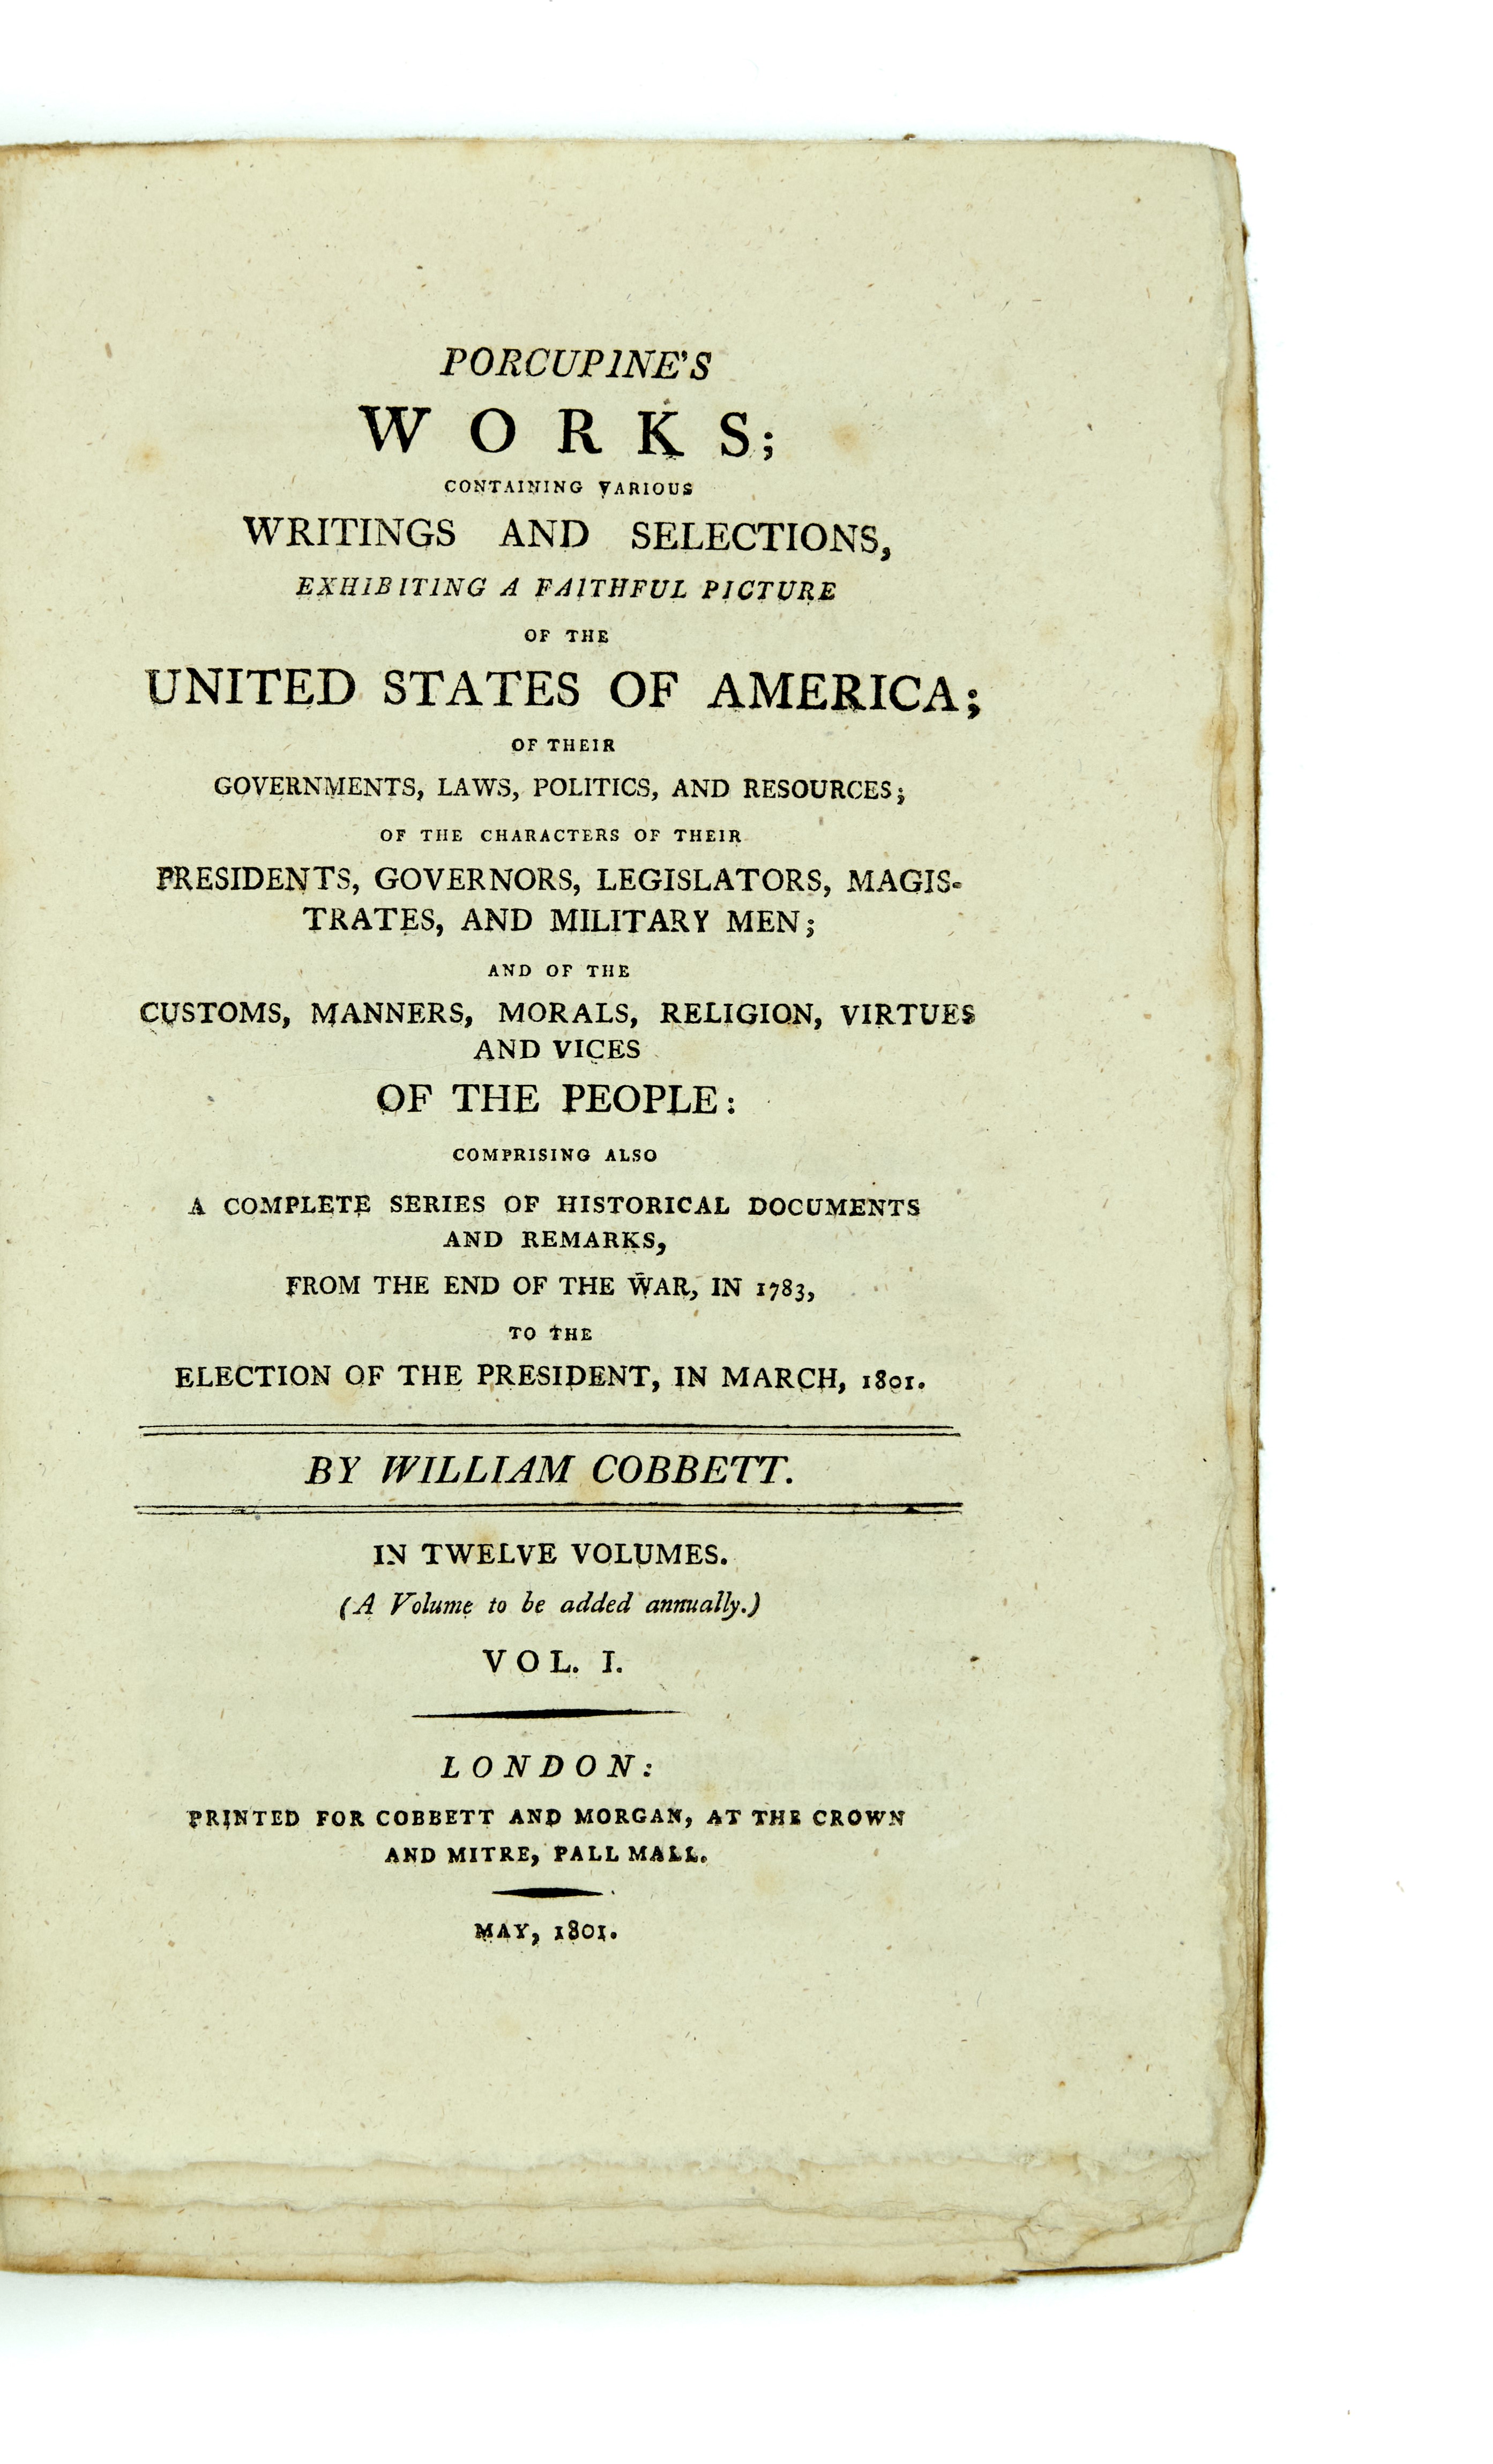 PORCUPINE'S
WORKS;
CONTAINING VARIOUS
WRITINGS AND SELECTIONS,
EXHIBITING A FAITHFUL PICTURE
OF THE
UNITED STATES OF AMERICA;
OF THEIR
GOVERNMENTS, LAWS, POLITICS, AND RESOURCES;
OF THE CHARACTERS OF THEIR
PRESIDENTS, GOVERNORS, LEGISLATORS, MAGIS-
TRATES, AND MILITARY MEN;
AND OF THE
CUSTOMS, MANNERS, MORALS, RELIGION, VIRTUES
AND VICES
OF THE PEOPLE:
COMPRISING ALSO
A COMPLETE SERIES OF HISTORICAL DOCUMENTS
AND REMARKS,
FROM THE END OF THE WAR, IN 1783,
TO THE
ELECTION OF THE PRESIDENT, IN MARCH, 1801.
BY WILLIAM COBBETT.
IN TWELVE VOLUMES.
(A Volume to be added annually.)
VOL. I.
LONDON:
PRINTED FOR COBBETT AND MORGAN, AT THE CROWN
AND MITRE, PALL MALL.
MAY, 1801.